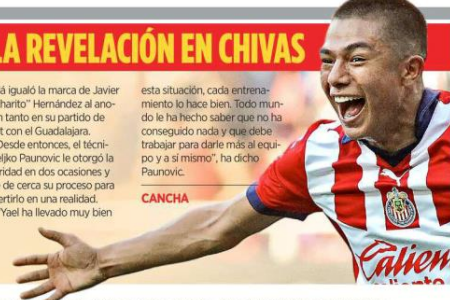 LA REVELACIÓN EN CHIVAS
á igualó la marca de Javier
harito" Hernández al ano-
n tanto en su partido de
t con el Guadalajara.
Desde entonces, el técni-
eljko Paunovic le otorgó la
ridad en dos ocasiones y
e de cerca su proceso para
ertirlo en una realidad.
Yael ha llevado muy bien
esta situación, cada entrena-
miento lo hace bien. Todo mun-
do le ha hecho saber que no ha
conseguido nada y que debe
trabajar para darle más al equi-
po y a sí mismo", ha dicho
Paunovic.
CANCHA
CHIVAS
Caliente
Caliente